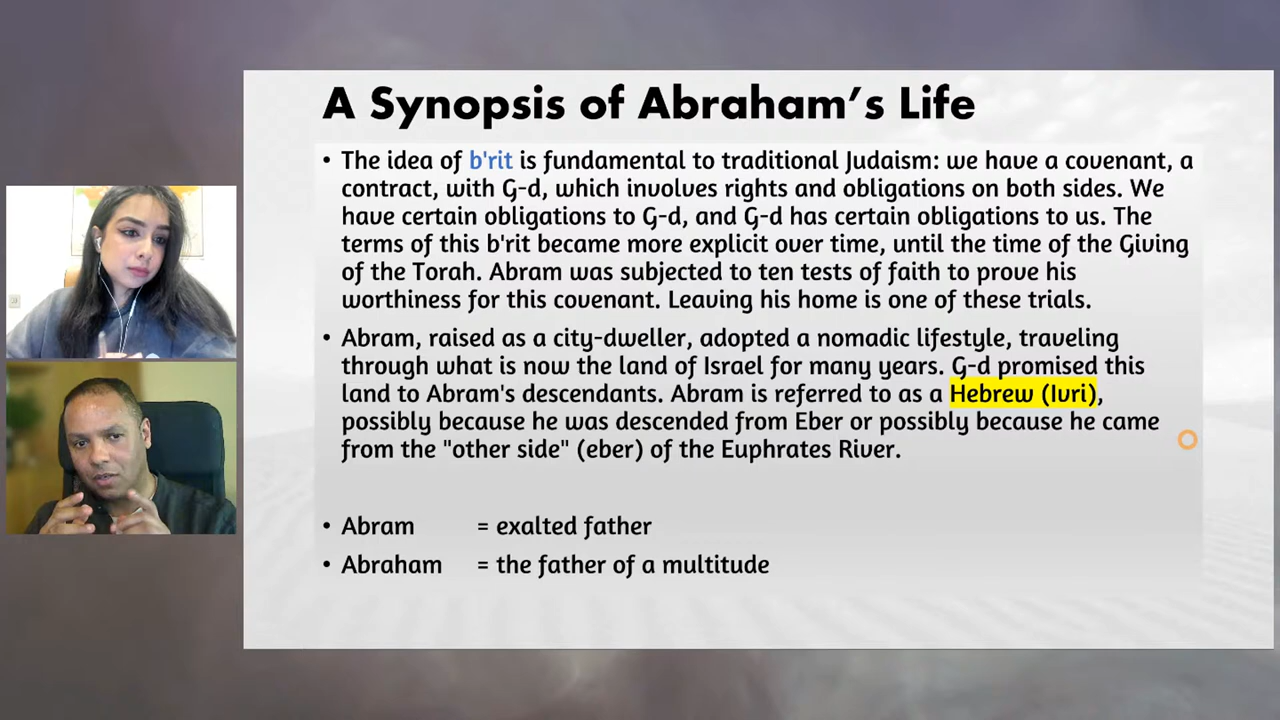 A Synopsis of Abraham's Life
• The idea of b'rit is fundamental to traditional Judaism: we have a covenant, a
contract, with G-d, which involves rights and obligations on both sides. We
have certain obligations to G-d, and G-d has certain obligations to us. The
terms of this b'rit became more explicit over time, until the time of the Giving
of the Torah. Abram was subjected to ten tests of faith to prove his
worthiness for this covenant. Leaving his home is one of these trials.
• Abram, raised as a city-dweller, adopted a nomadic lifestyle, traveling
through what is now the land of Israel for many years. G-d promised this
land to Abram's descendants. Abram is referred to as a Hebrew (Ivri),
possibly because he was descended from Eber or possibly because he came
from the "other side" (eber) of the Euphrates River.
• Abram = exalted father
• Abraham = the father of a multitude